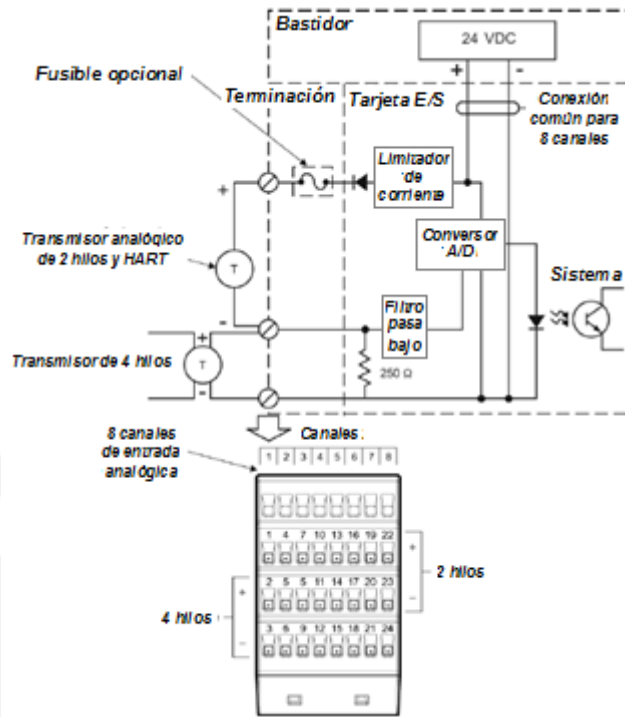 Bastidor
24 VDC
+ -
Fusible opcional
Terminación
Tarjeta E/S
Conexión
común para
8 canales
Limitador
de
corriente
+
Transmisor analógico
de 2 hilos y HART
T
Conversor
A/D
Sistema
-
Filtro
pasa
bajo
+
Transmisor de 4 hilos
T
-
250 Ω
8 canales
de entrada
analógica
Canales:
1 2 3 4 5 6 7 8
1 4 7 10 13 16 19 22
+
2 hilos
-
2 5 5 11 14 17 20 23
+
4 hilos
-
3 6 9 12 15 18 21 24